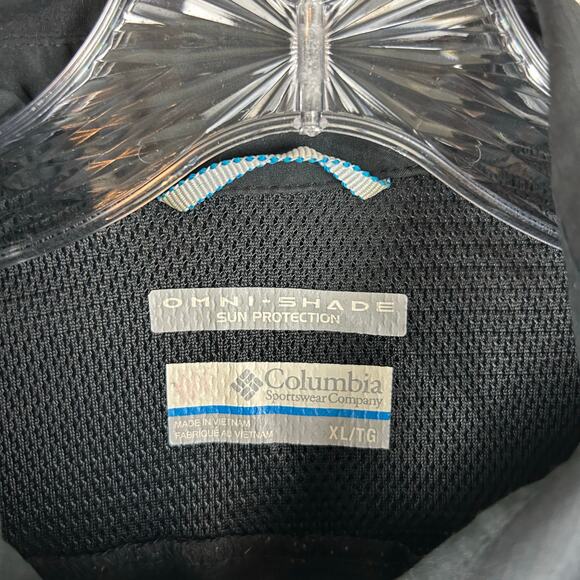 OMNI-SHADE
SUN PROTECTION
Columbia
Sportswear Company
MADE IN VIETNAM
FABRIQUÉ AU VIETNAM
XL/TG